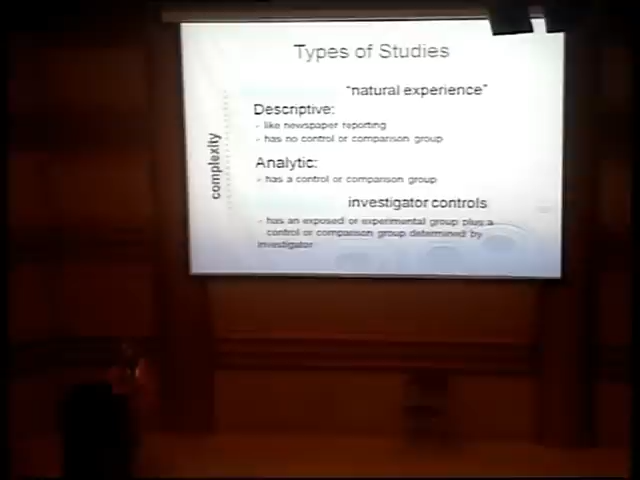 Types of Studies
"natural experience"
Descriptive:
- like newspaper reporting
- has no control or comparison group
complexity
Analytic:
- has a control or comparison group
investigator controls
- has an exposed or experimental group plus a
control or comparison group determined by
investigator